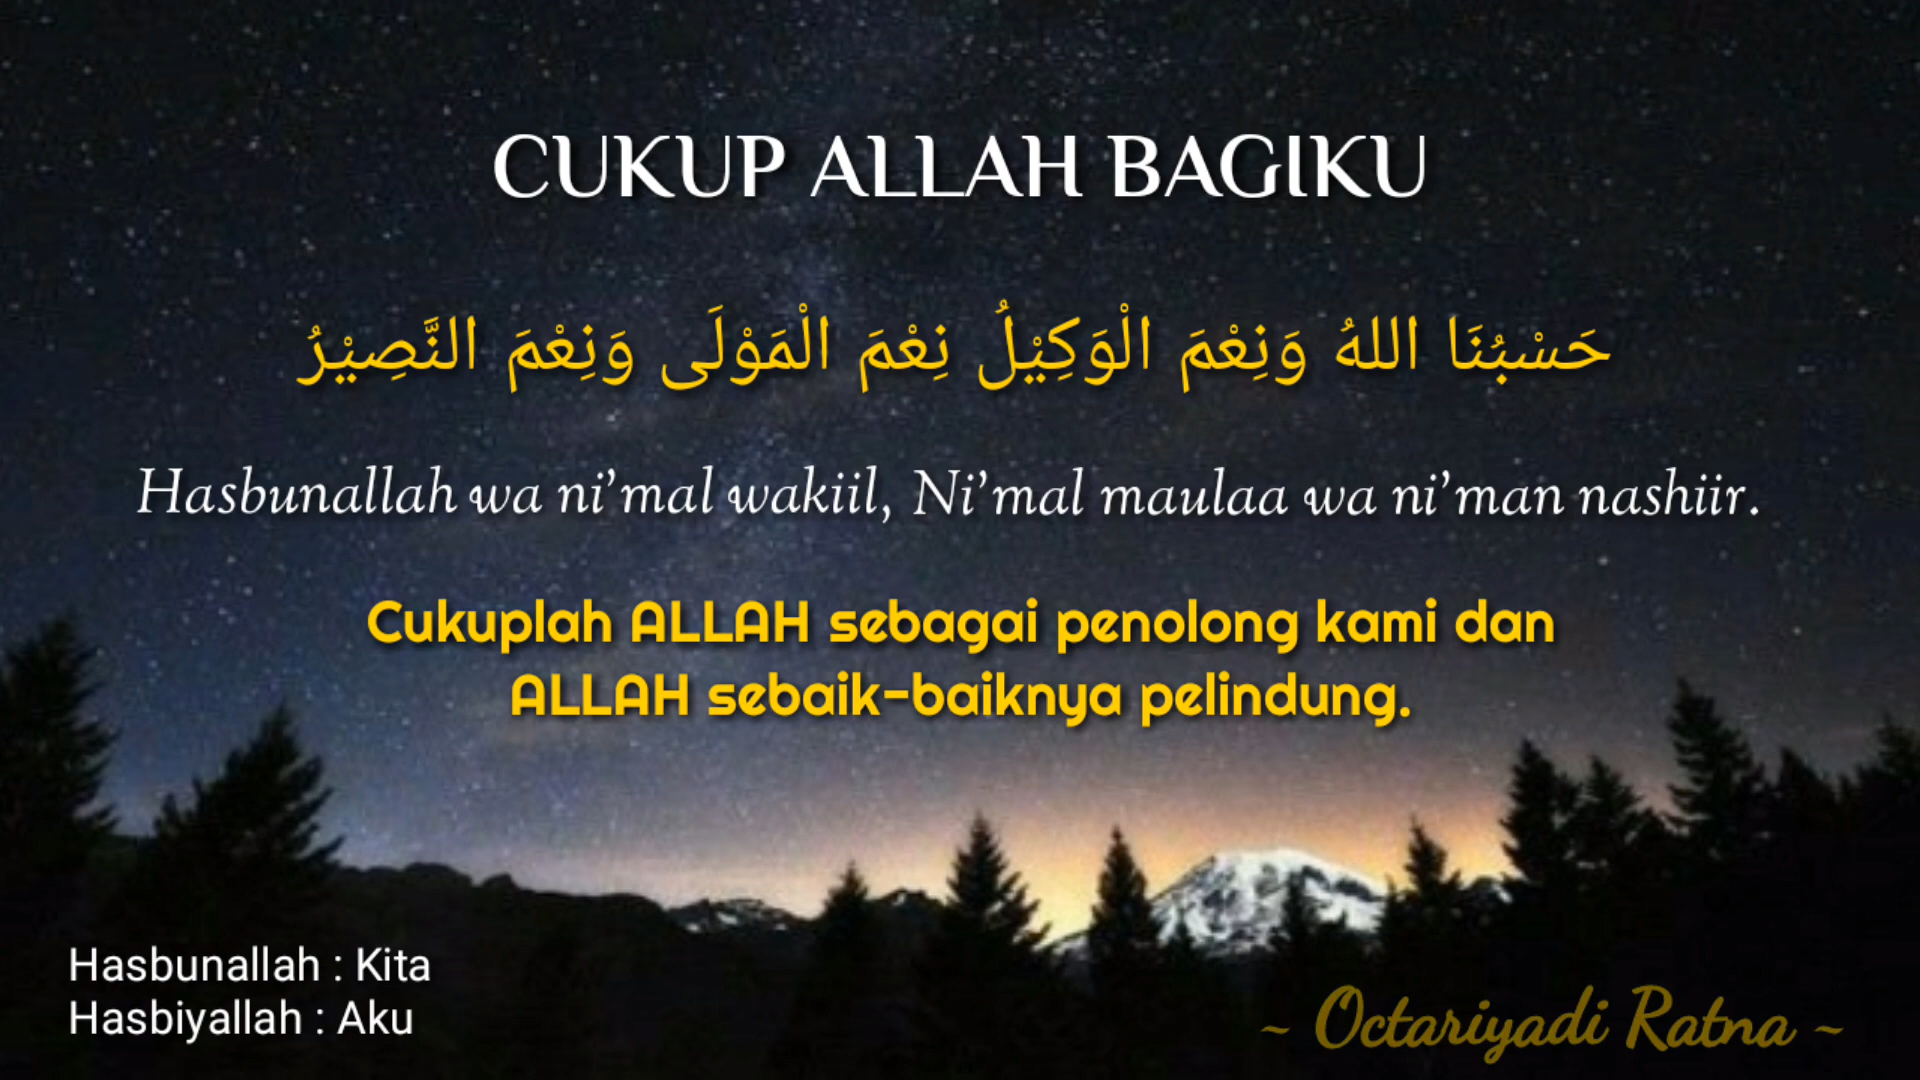 CUKUP ALLAH BAGIKU
حَسْبُنَا اللهُ وَنِعْمَ الْوَكِيْلُ نِعْمَ الْمَوْلَى وَنِعْمَ النَّصِيْرُ
Hasbunallah wa ni’mal wakiil, Ni’mal maulaa wa ni’man nashiir.
Cukuplah ALLAH sebagai penolong kami dan
ALLAH sebaik-baiknya pelindung.
Hasbunallah : Kita
Hasbiyallah : Aku
~ Octariyadi Ratna ~